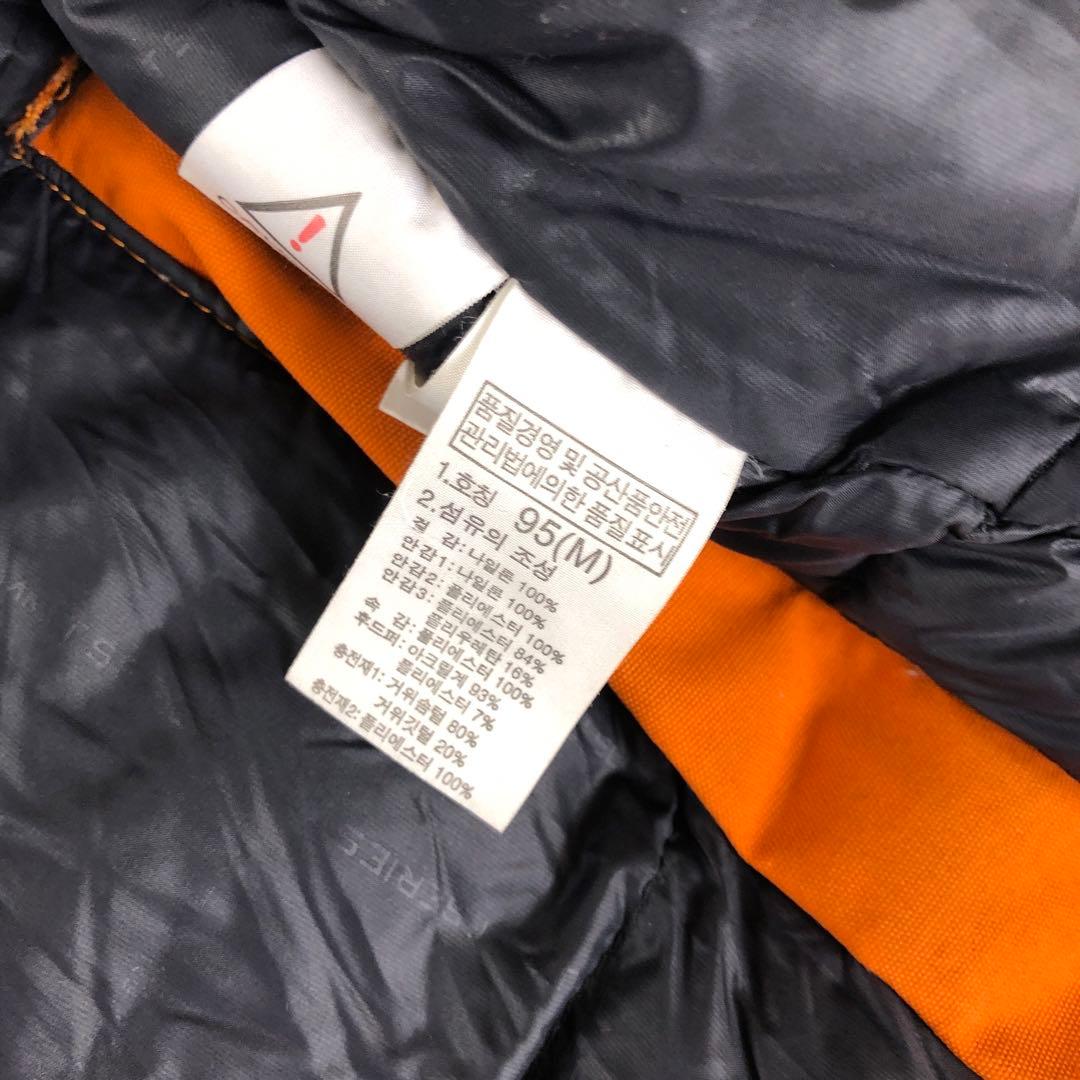 품질경영 및 공산품안전
관리법에의한 품질표시
1.호칭 95(M)
2.섬유의 조성
겉 감:나일론 100%
안감1:나일론 100%
안감2:폴리에스터 100%
안감3:폴리에스터 84%
폴리우레탄 16%
속 감:폴리에스터 100%
후드퍼:아크릴계 93%
폴리에스터 7%
충전재1:거위솜털 80%
거위깃털 20%
충전재2:폴리에스터 100%
!
ERIES